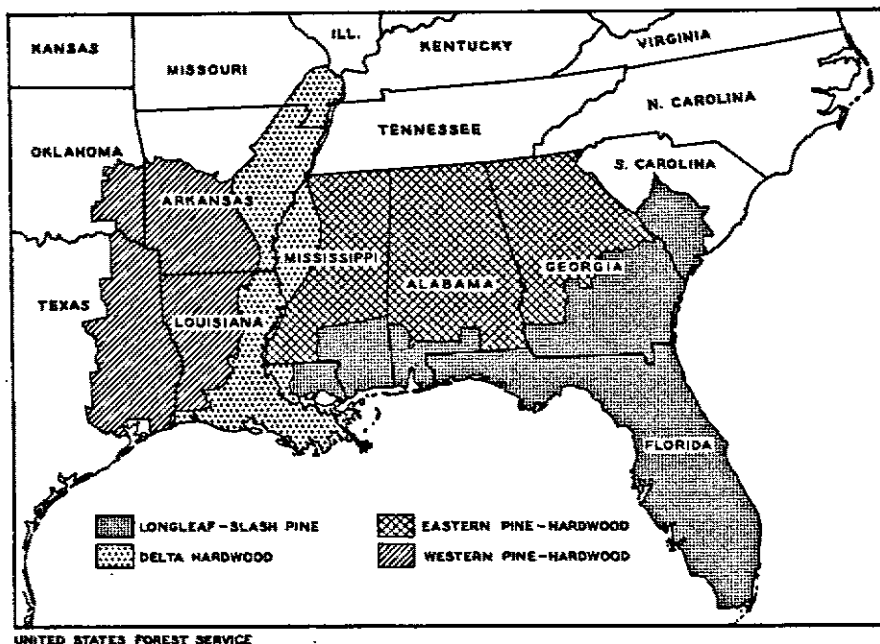 KANSAS
ILL.
KENTUCKY
VIRGINIA
MISSOURI
N. CAROLINA
TENNESSEE
OKLAHOMA
S. CAROLINA
ARKANSAS
MISSISSIPPI
GEORGIA
ALABAMA
TEXAS
LOUISIANA
FLORIDA
LONGLEAF-SLASH PINE
EASTERN PINE-HARDWOOD
DELTA HARDWOOD
WESTERN PINE-HARDWOOD
UNITED STATES FOREST SERVICE